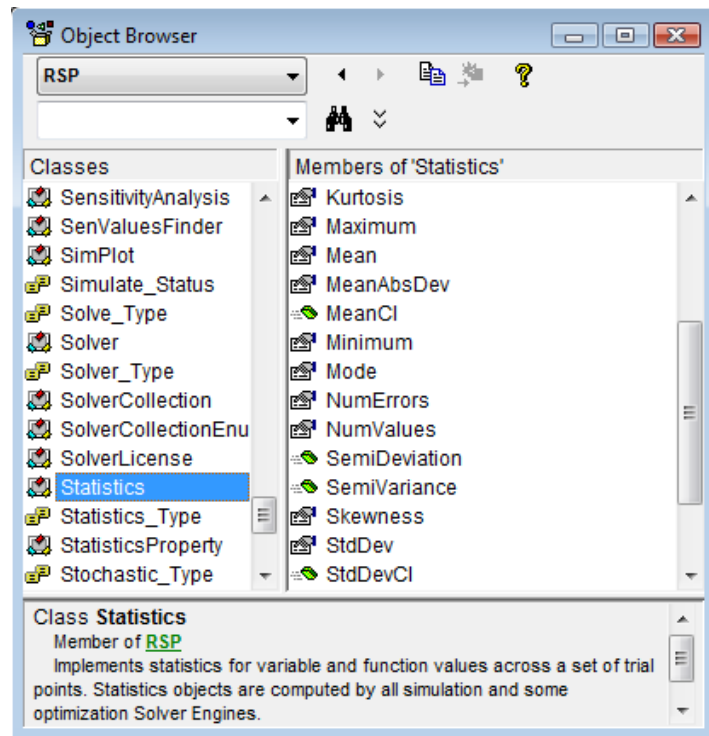 Object Browser
RSP
Classes
Members of 'Statistics'
SensitivityAnalysis
SenValuesFinder
SimPlot
Simulate_Status
Solve_Type
Solver
Solver_Type
SolverCollection
SolverCollectionEnu
SolverLicense
Statistics
Statistics_Type
StatisticsProperty
Stochastic_Type
Kurtosis
Maximum
Mean
MeanAbsDev
MeanCI
Minimum
Mode
NumErrors
NumValues
SemiDeviation
SemiVariance
Skewness
StdDev
StdDevCI
Class Statistics
Member of RSP
Implements statistics for variable and function values across a set of trial
points. Statistics objects are computed by all simulation and some
optimization Solver Engines.